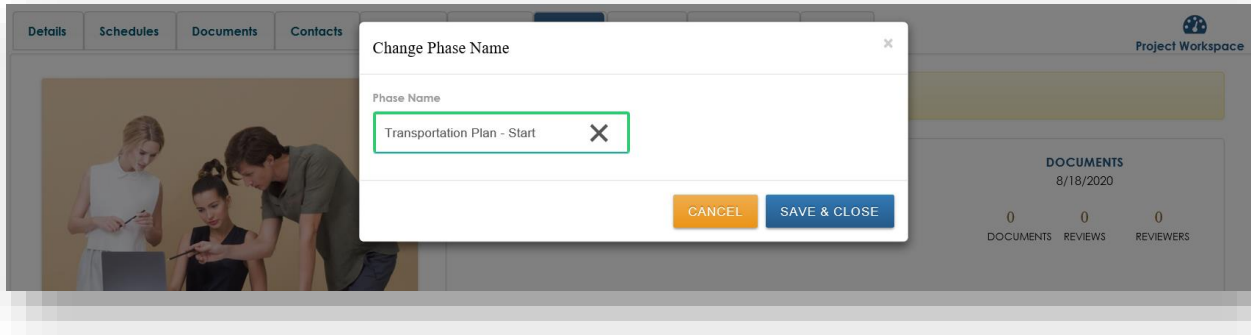 Details Schedules Documents Contacts
Project Workspace
Change Phase Name ×
Phase Name
Transportation Plan - Start
CANCEL SAVE & CLOSE
DOCUMENTS
8/18/2020
0 0 0
DOCUMENTS REVIEWS REVIEWERS